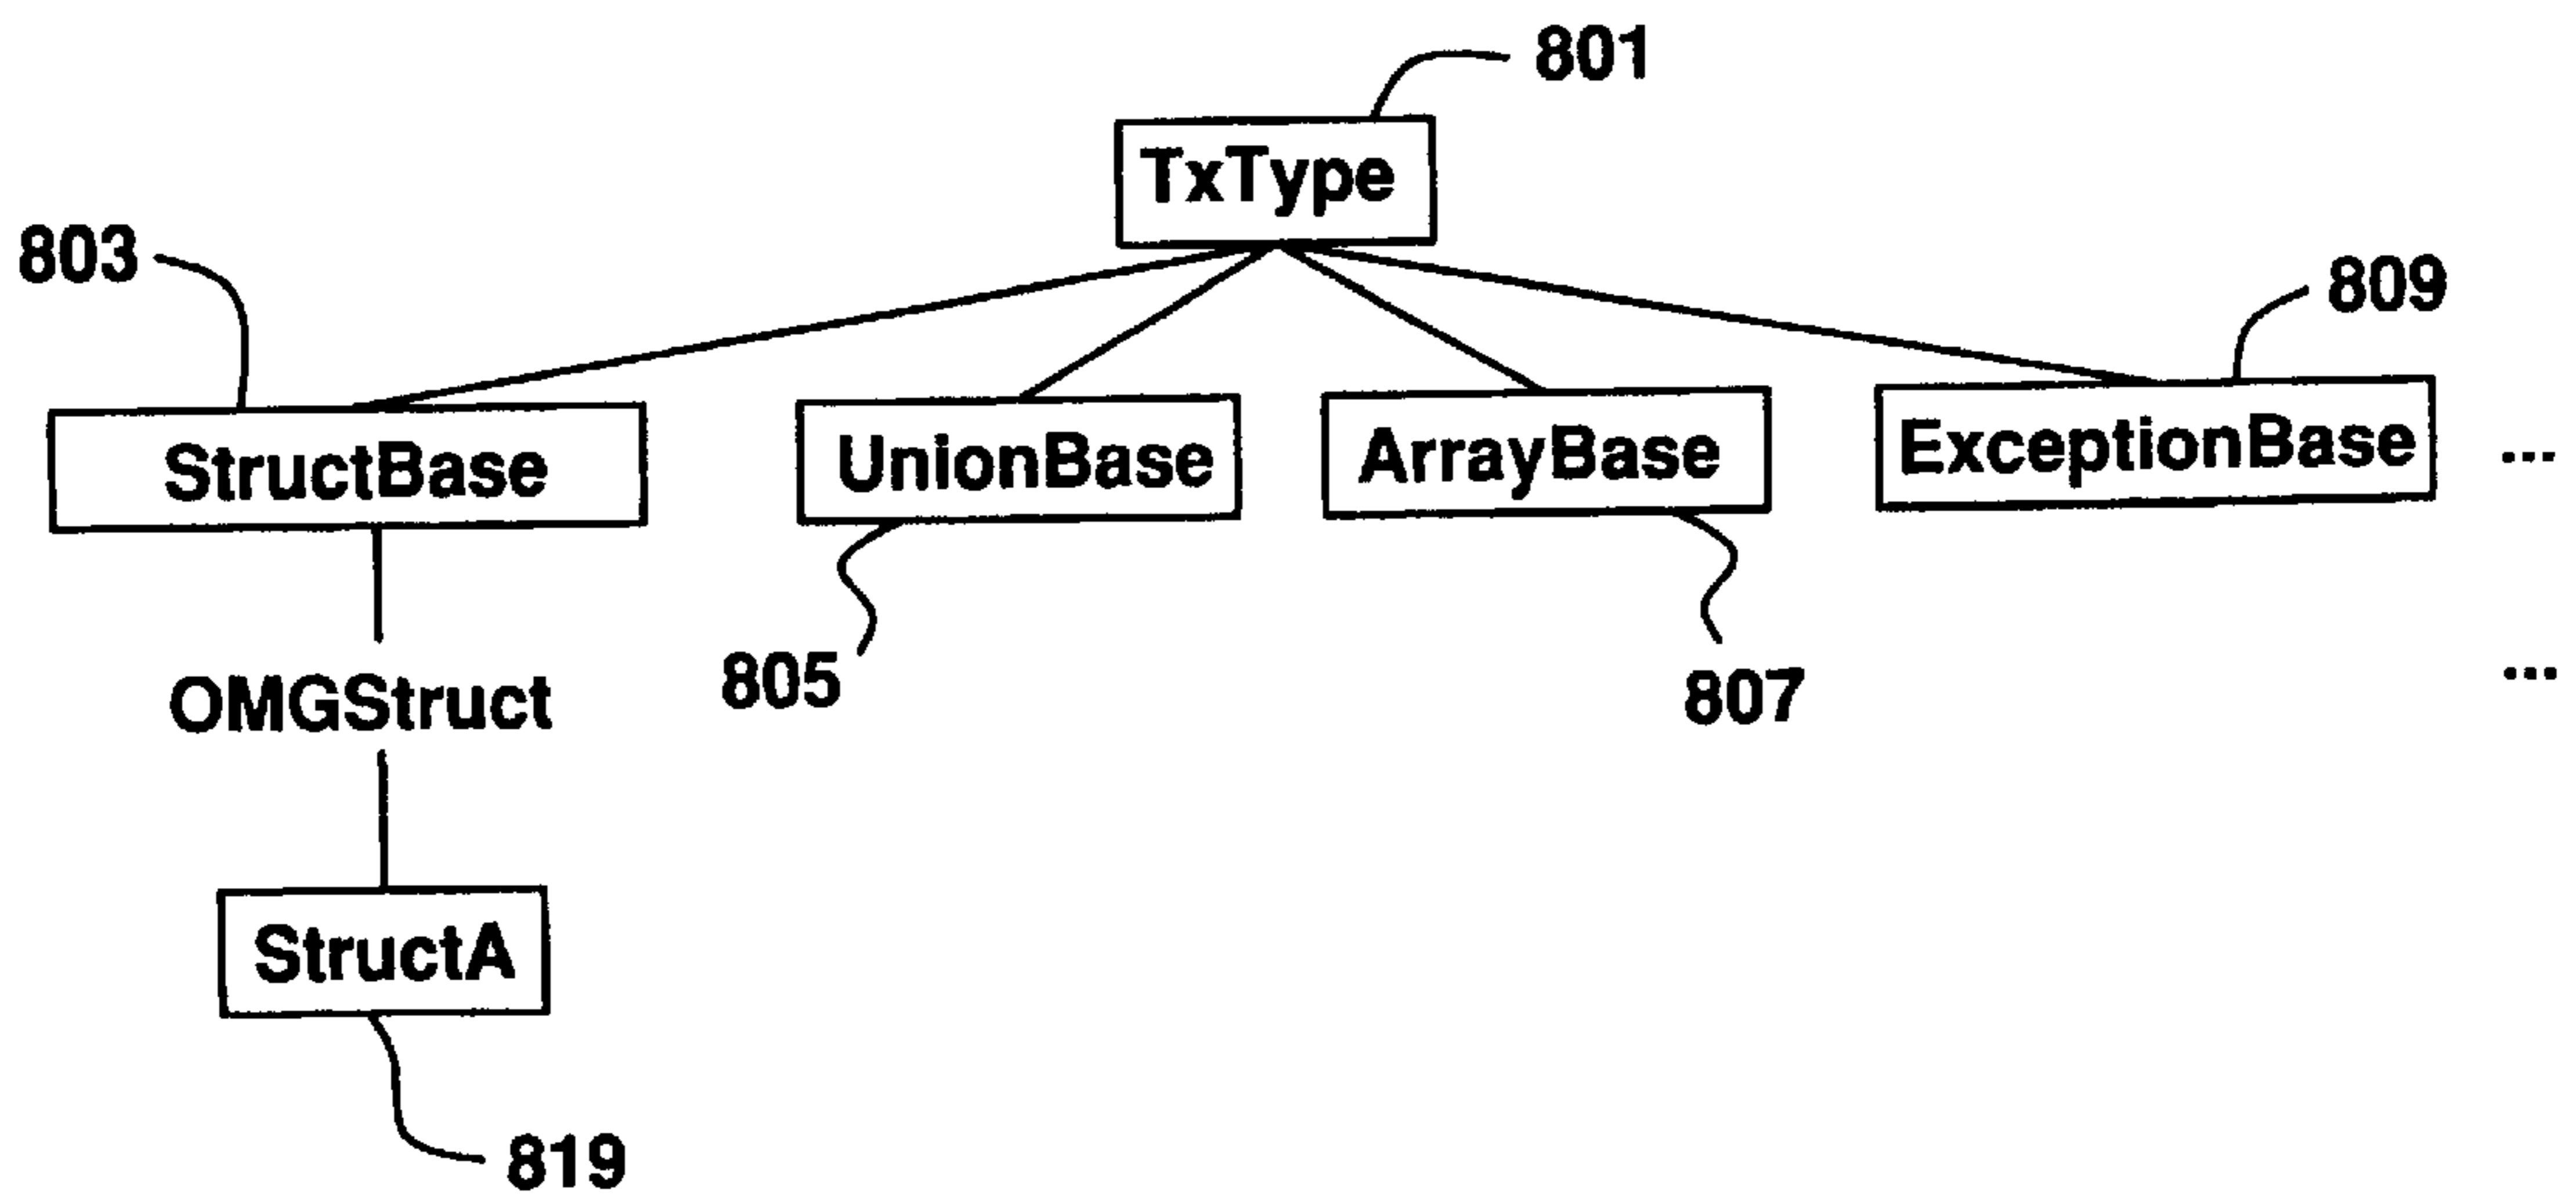 801
TxType
803
809
StructBase
UnionBase
ArrayBase
ExceptionBase
...
OMGStruct
805
807
...
StructA
819